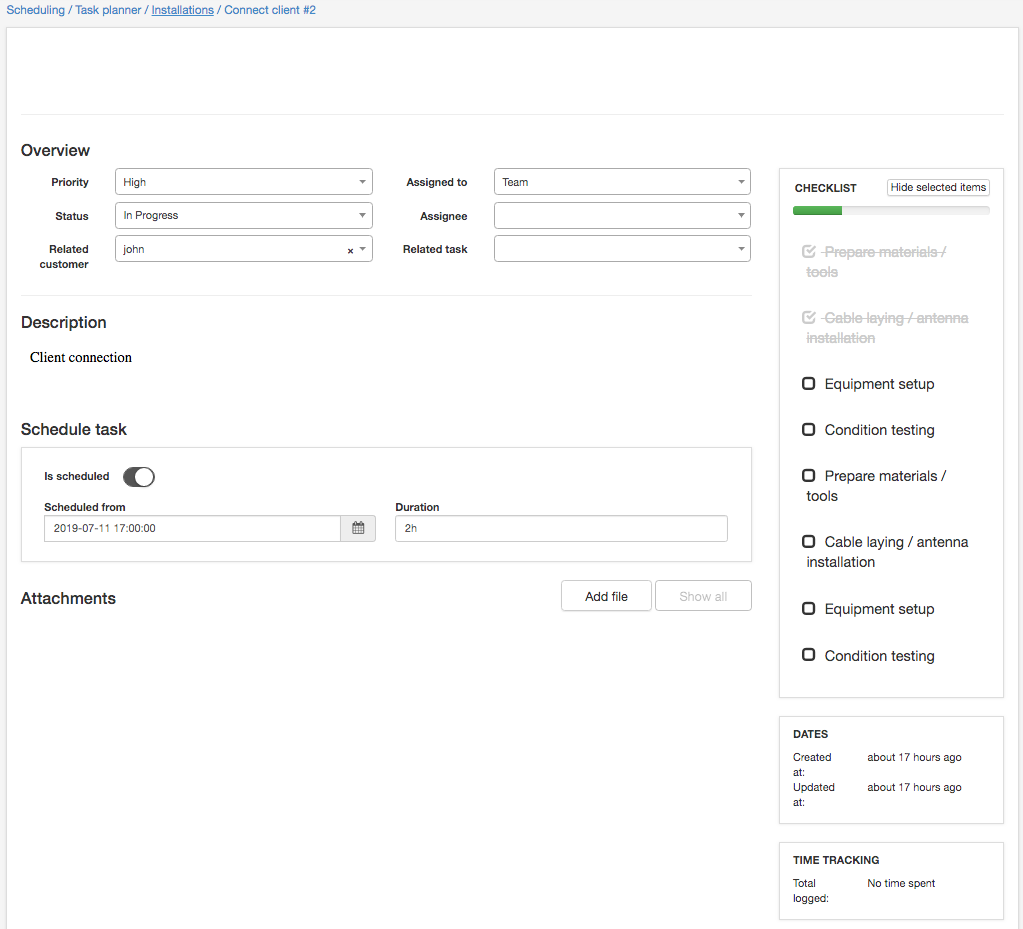 Scheduling / Task planner / Installations / Connect client #2
Overview
Priority
High
Assigned to
Team
Status
In Progress
Assignee
Related
customer
john
×
Related task
Description
Client connection
Schedule task
Is scheduled
Scheduled from
Duration
2019-07-11 17:00:00
2h
Attachments
Add file
Show all
CHECKLIST
Hide selected items
Prepare materials /
tools
Cable laying / antenna
installation
Equipment setup
Condition testing
Prepare materials /
tools
Cable laying / antenna
installation
Equipment setup
Condition testing
DATES
Created
at:
about 17 hours ago
Updated
at:
about 17 hours ago
TIME TRACKING
Total
logged:
No time spent